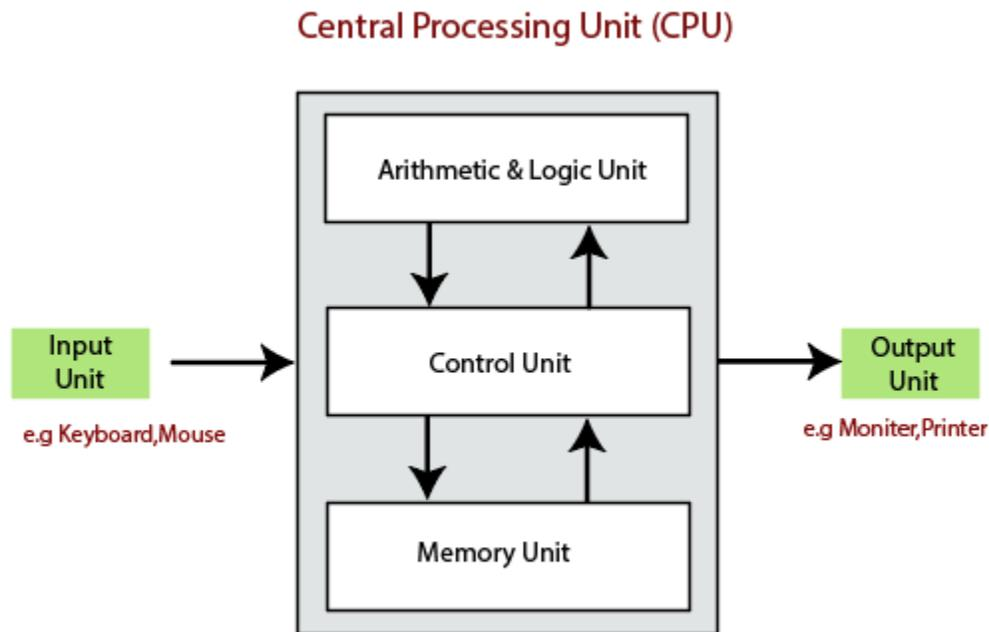 Central Processing Unit (CPU)
Arithmetic & Logic Unit
Input
Unit
e.g Keyboard,Mouse
Control Unit
Output
Unit
e.g Moniter,Printer
Memory Unit